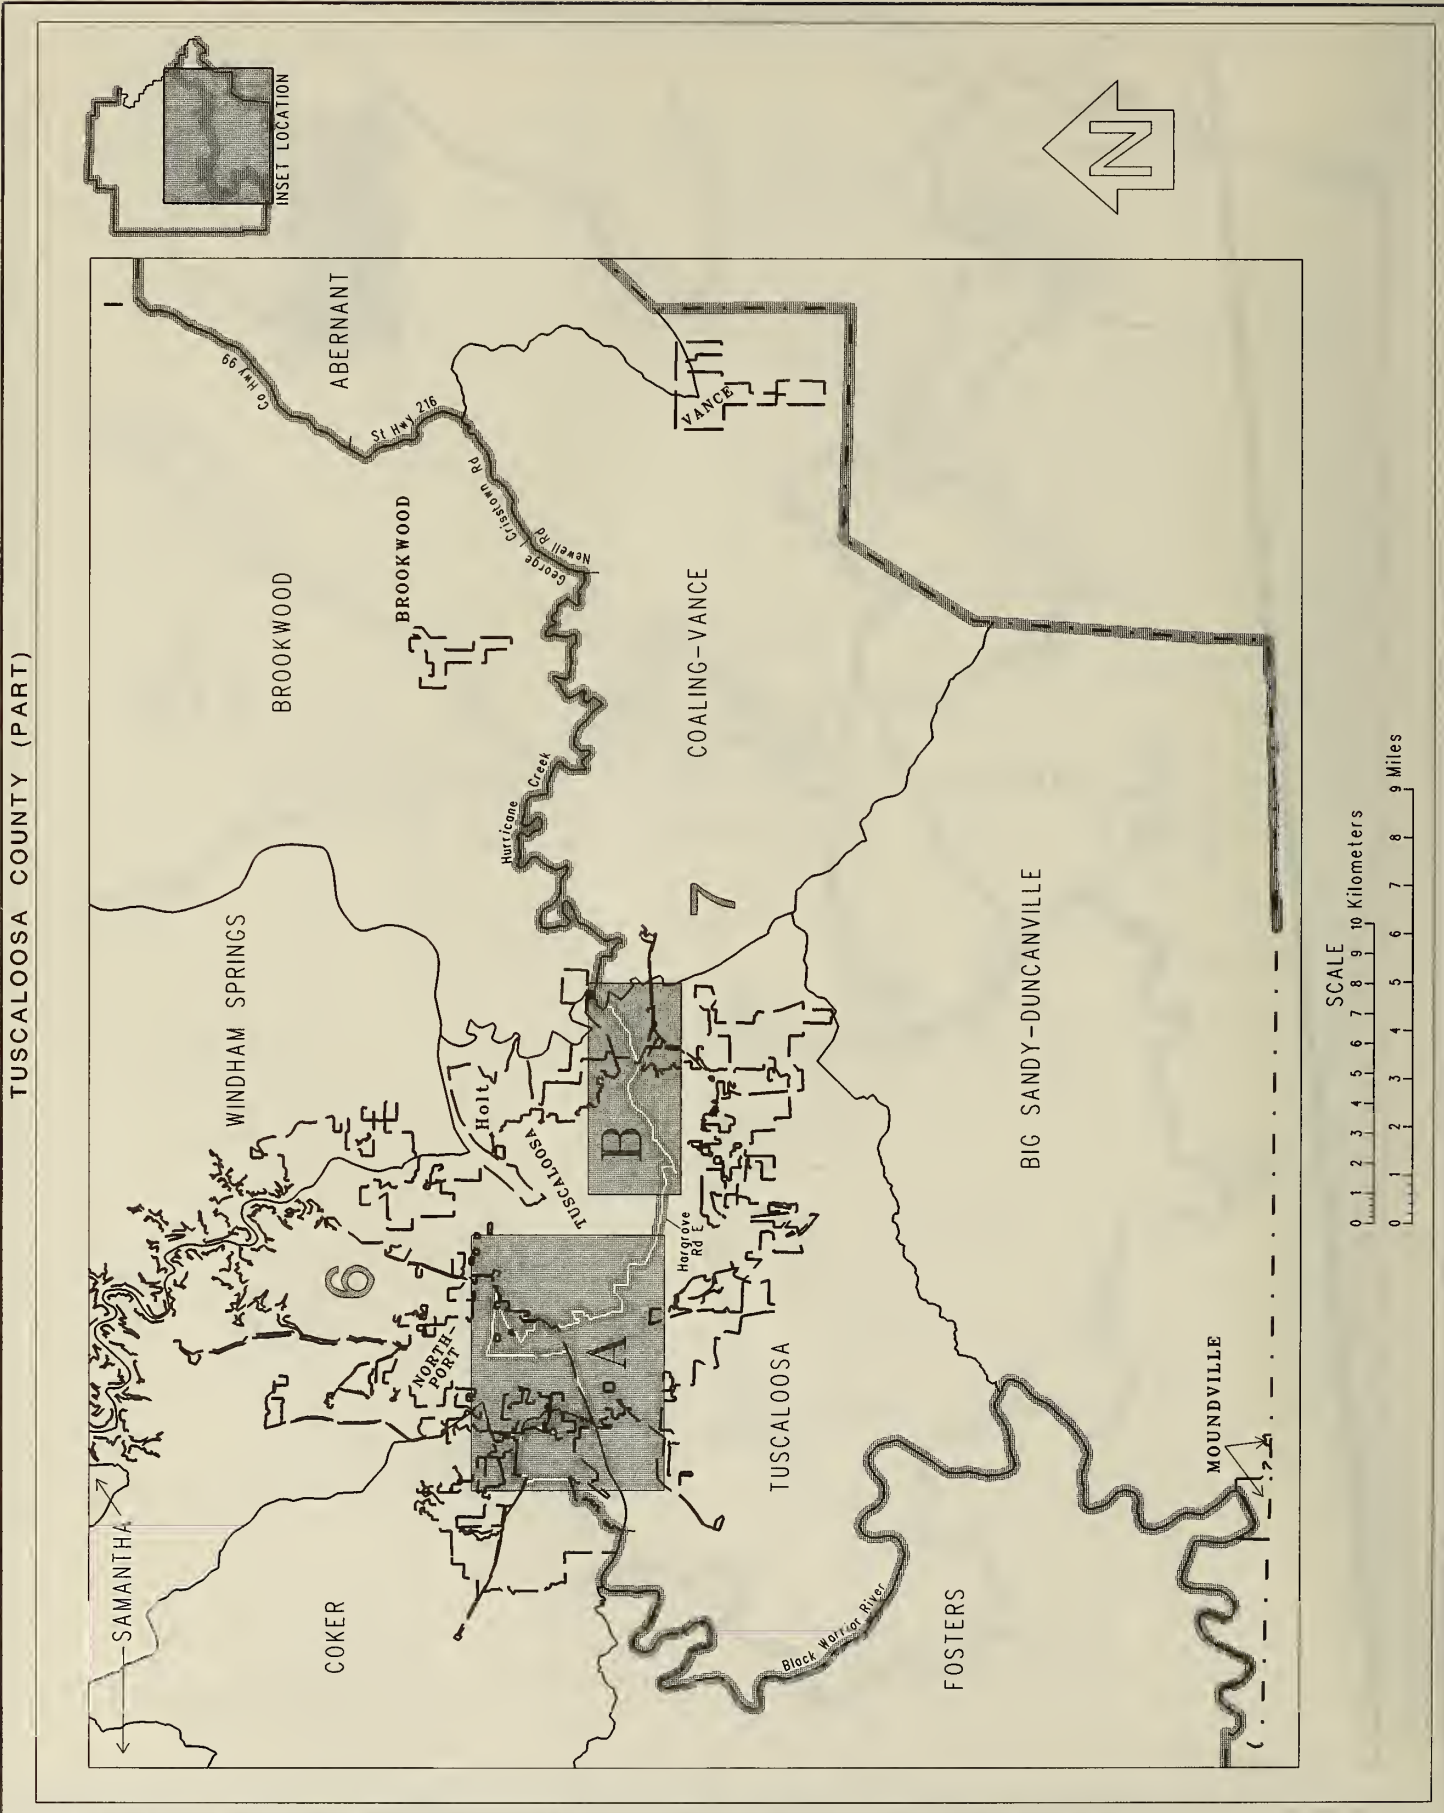 TUSCALOOSA COUNTY (PART)
INSET LOCATION
N
I
Co Hwy 99
ABERNANT
St Hwy 216
BROOKWOOD
BROOKWOOD
George Crisstown Rd
Newell Rd
VANCE
COALING-VANCE
Hurricane Creek
WINDHAM SPRINGS
7
Holt
TUSCALOOSA
B
BIG SANDY-DUNCANVILLE
6
NORTH-
PORT
Hargrove
Rd E
A
TUSCALOOSA
SAMANTHA
COKER
Black Warrior River
FOSTERS
MOUNDVILLE
SCALE
0 1 2 3 4 5 6 7 8 9 10 Kilometers
0 1 2 3 4 5 6 7 8 9 Miles